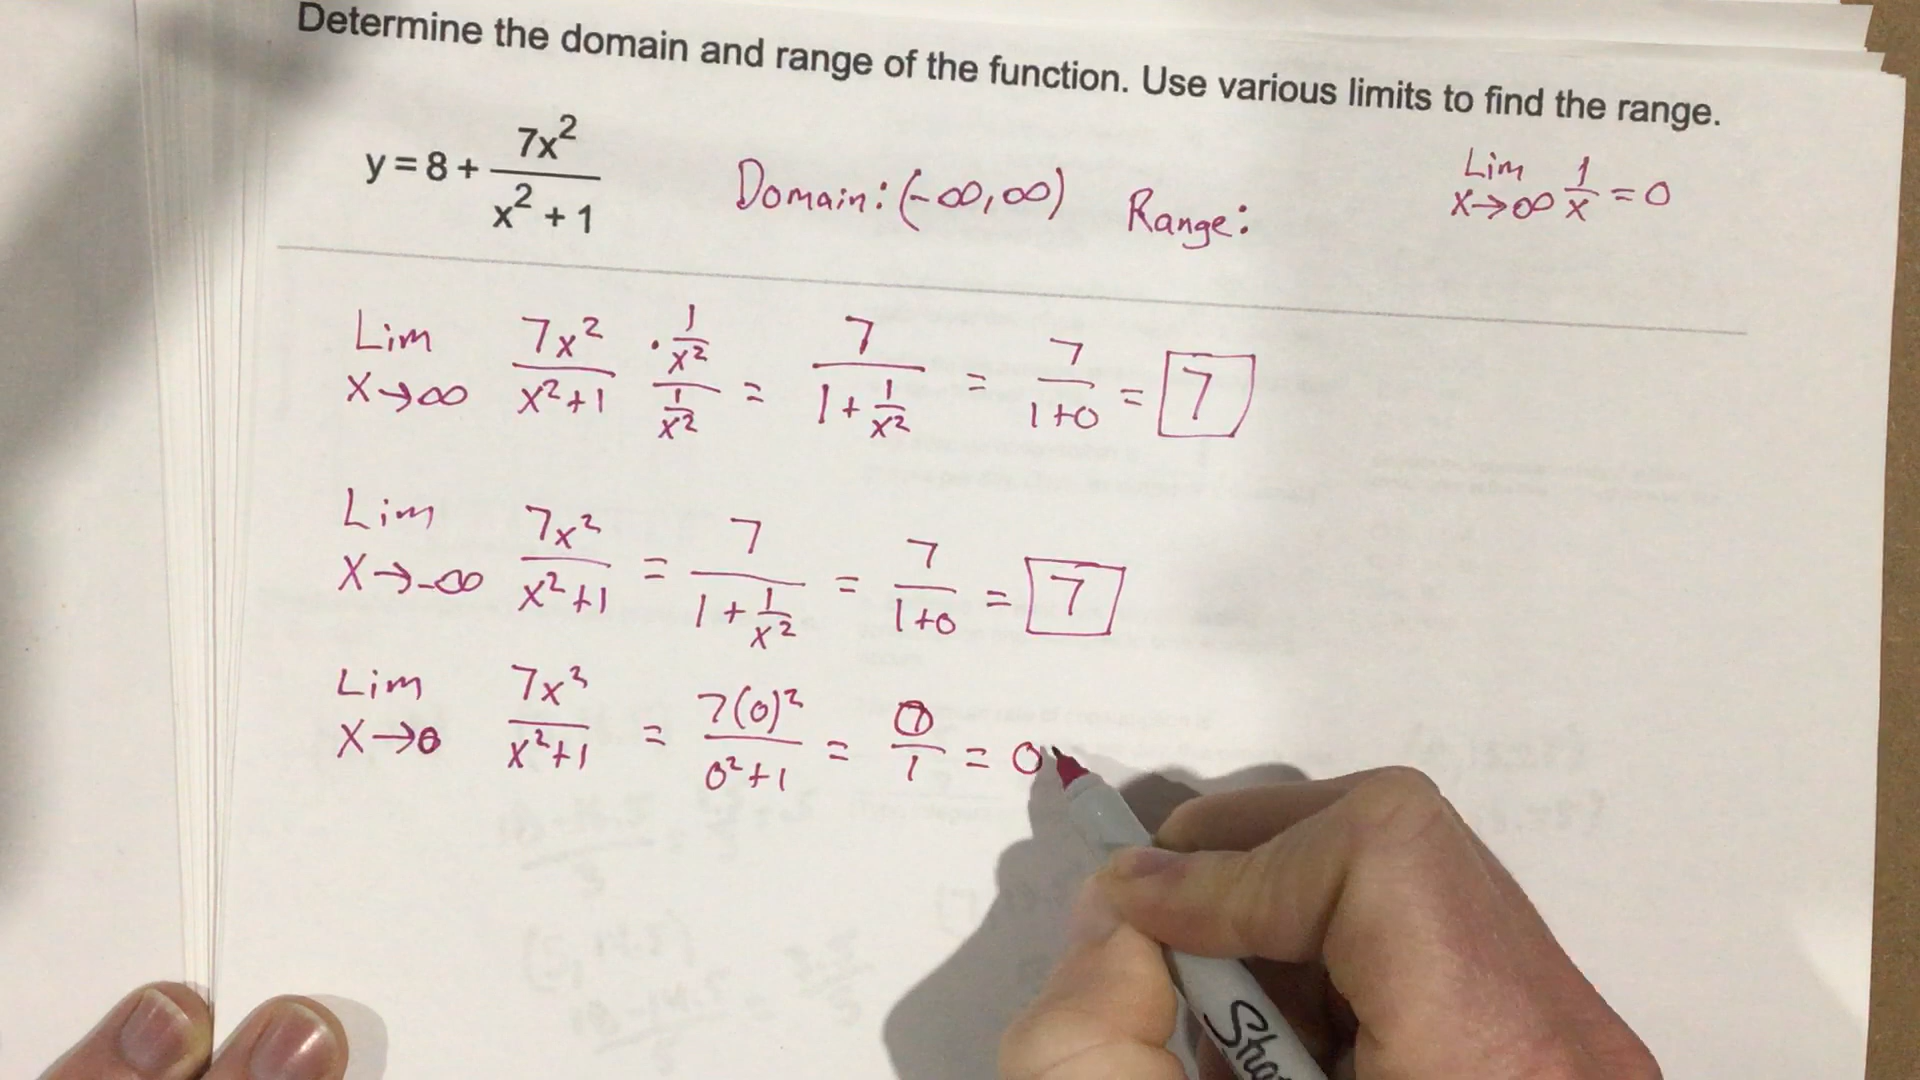 Determine the domain and range of the function. Use various limits to find the range.
y = 8 + 7x² / (x² + 1)
Domain: (-∞,∞) Range:
Lim x→∞ 1/x = 0
Lim x→∞ 7x²/(x²+1) · (1/x²)/(1/x²) = 7/(1+1/x²) = 7/(1+0) = 7
Lim x→-∞ 7x²/(x²+1) = 7/(1+1/x²) = 7/(1+0) = 7
Lim x→0 7x²/(x²+1) = 7(0)²/(0²+1) = 0/1 = 0